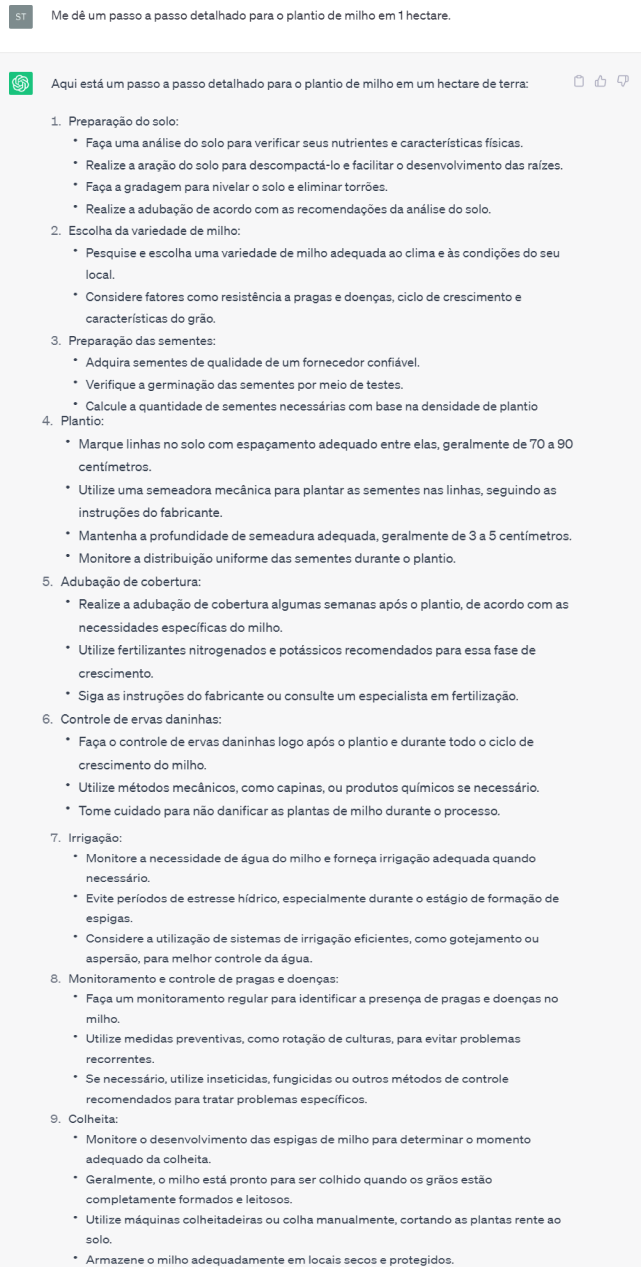 ST Me dê um passo a passo detalhado para o plantio de milho em 1 hectare.
Aqui está um passo a passo detalhado para o plantio de milho em um hectare de terra:
1. Preparação do solo:
• Faça uma análise do solo para verificar seus nutrientes e características físicas.
• Realize a aração do solo para descompactá-lo e facilitar o desenvolvimento das raízes.
• Faça a gradagem para nivelar o solo e eliminar torrões.
• Realize a adubação de acordo com as recomendações da análise do solo.
2. Escolha da variedade de milho:
• Pesquise e escolha uma variedade de milho adequada ao clima e às condições do seu
local.
• Considere fatores como resistência a pragas e doenças, ciclo de crescimento e
características do grão.
3. Preparação das sementes:
• Adquira sementes de qualidade de um fornecedor confiável.
• Verifique a germinação das sementes por meio de testes.
• Calcule a quantidade de sementes necessárias com base na densidade de plantio
4. Plantio:
• Marque linhas no solo com espaçamento adequado entre elas, geralmente de 70 a 90
centímetros.
• Utilize uma semeadora mecânica para plantar as sementes nas linhas, seguindo as
instruções do fabricante.
• Mantenha a profundidade de semeadura adequada, geralmente de 3 a 5 centímetros.
• Monitore a distribuição uniforme das sementes durante o plantio.
5. Adubação de cobertura:
• Realize a adubação de cobertura algumas semanas após o plantio, de acordo com as
necessidades específicas do milho.
• Utilize fertilizantes nitrogenados e potássicos recomendados para essa fase de
crescimento.
• Siga as instruções do fabricante ou consulte um especialista em fertilização.
6. Controle de ervas daninhas:
• Faça o controle de ervas daninhas logo após o plantio e durante todo o ciclo de
crescimento do milho.
• Utilize métodos mecânicos, como capinas, ou produtos químicos se necessário.
• Tome cuidado para não danificar as plantas de milho durante o processo.
7. Irrigação:
• Monitore a necessidade de água do milho e forneça irrigação adequada quando
necessário.
• Evite períodos de estresse hídrico, especialmente durante o estágio de formação de
espigas.
• Considere a utilização de sistemas de irrigação eficientes, como gotejamento ou
aspersão, para melhor controle da água.
8. Monitoramento e controle de pragas e doenças:
• Faça um monitoramento regular para identificar a presença de pragas e doenças no
milho.
• Utilize medidas preventivas, como rotação de culturas, para evitar problemas
recorrentes.
• Se necessário, utilize inseticidas, fungicidas ou outros métodos de controle
recomendados para tratar problemas específicos.
9. Colheita:
• Monitore o desenvolvimento das espigas de milho para determinar o momento
adequado da colheita.
• Geralmente, o milho está pronto para ser colhido quando os grãos estão
completamente formados e leitosos.
• Utilize máquinas colheitadeiras ou colha manualmente, cortando as plantas rente ao
solo.
• Armazene o milho adequadamente em locais secos e protegidos.